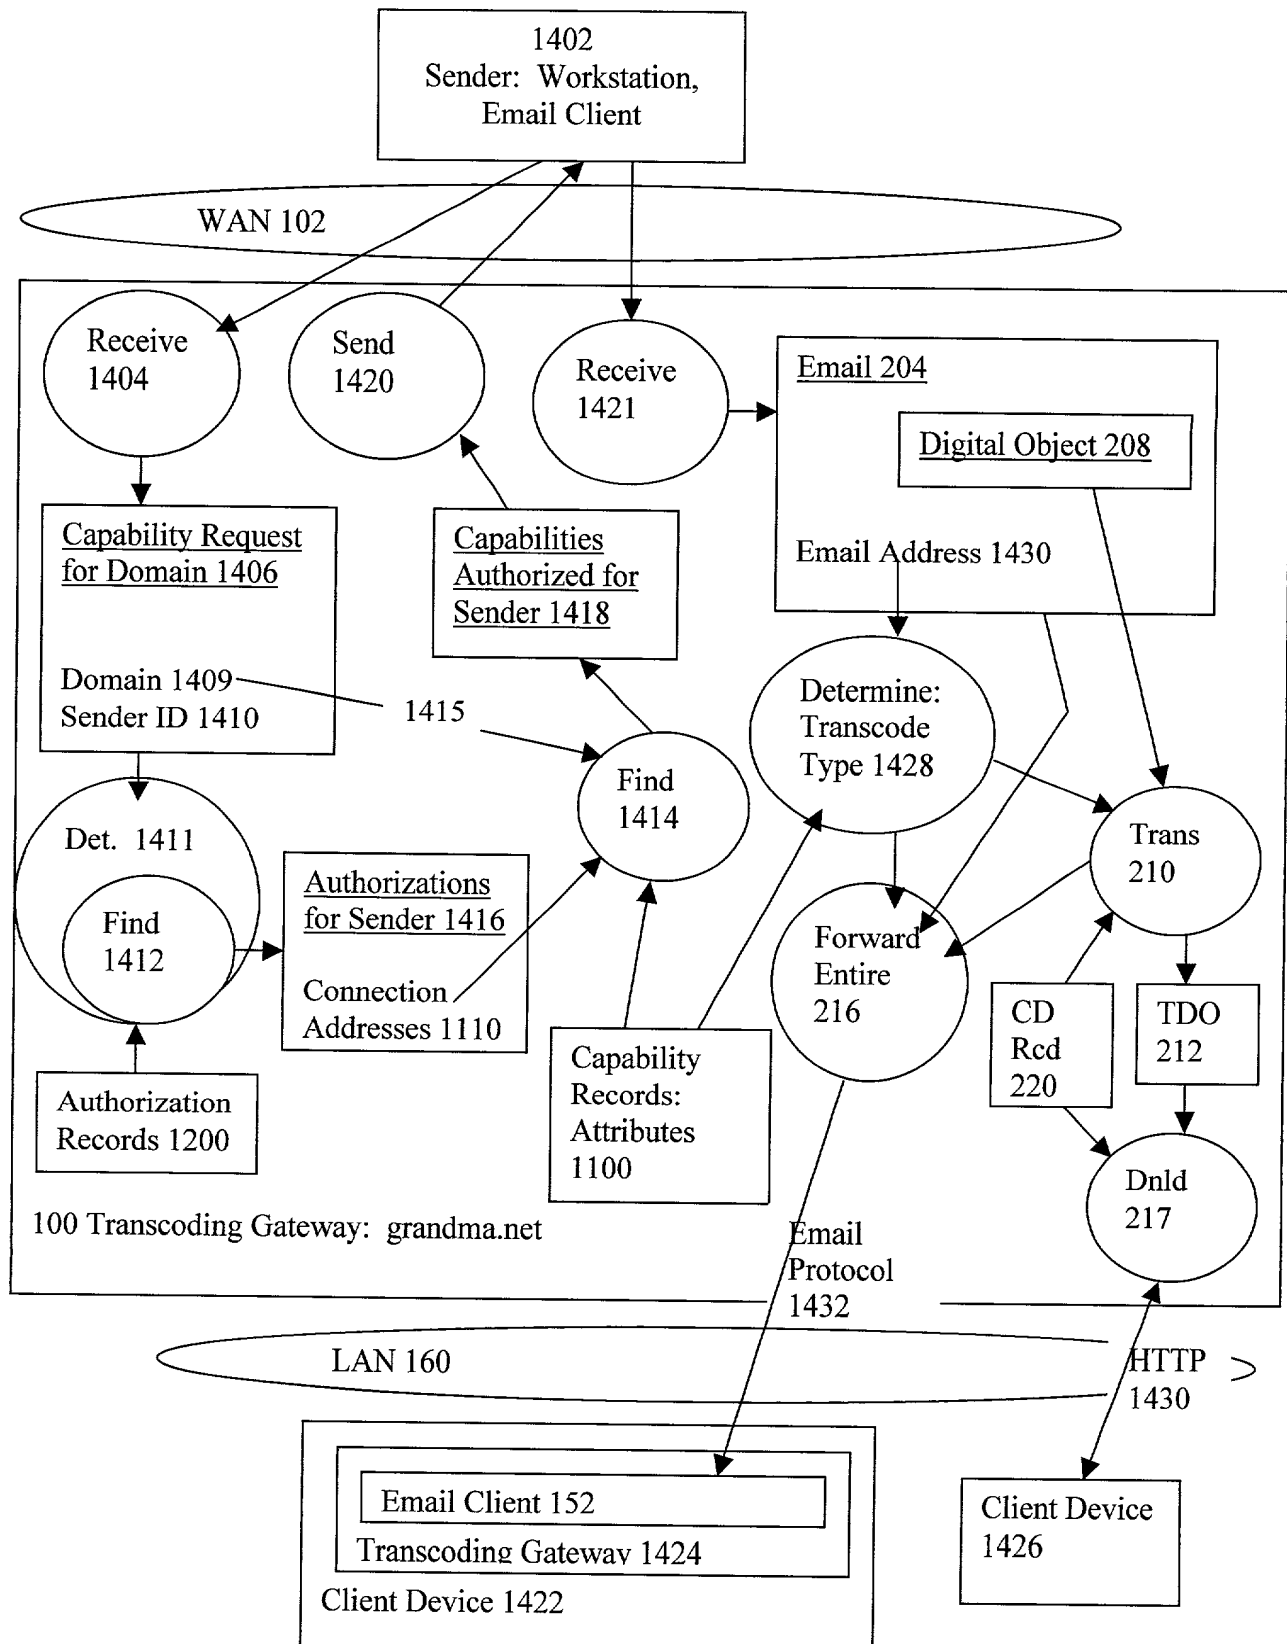 1402
Sender: Workstation,
Email Client
WAN 102
Receive
1404
Send
1420
Receive
1421
Email 204
Digital Object 208
Email Address 1430
Capability Request
for Domain 1406
Domain 1409
Sender ID 1410
Capabilities
Authorized for
Sender 1418
1415
Determine:
Transcode
Type 1428
Find
1414
Trans
210
Det. 1411
Find
1412
Authorizations
for Sender 1416
Connection
Addresses 1110
Forward
Entire
216
CD
Rcd
220
TDO
212
Authorization
Records 1200
Capability
Records:
Attributes
1100
Dnld
217
100 Transcoding Gateway: grandma.net
Email
Protocol
1432
LAN 160
HTTP
1430
Email Client 152
Transcoding Gateway 1424
Client Device 1422
Client Device
1426